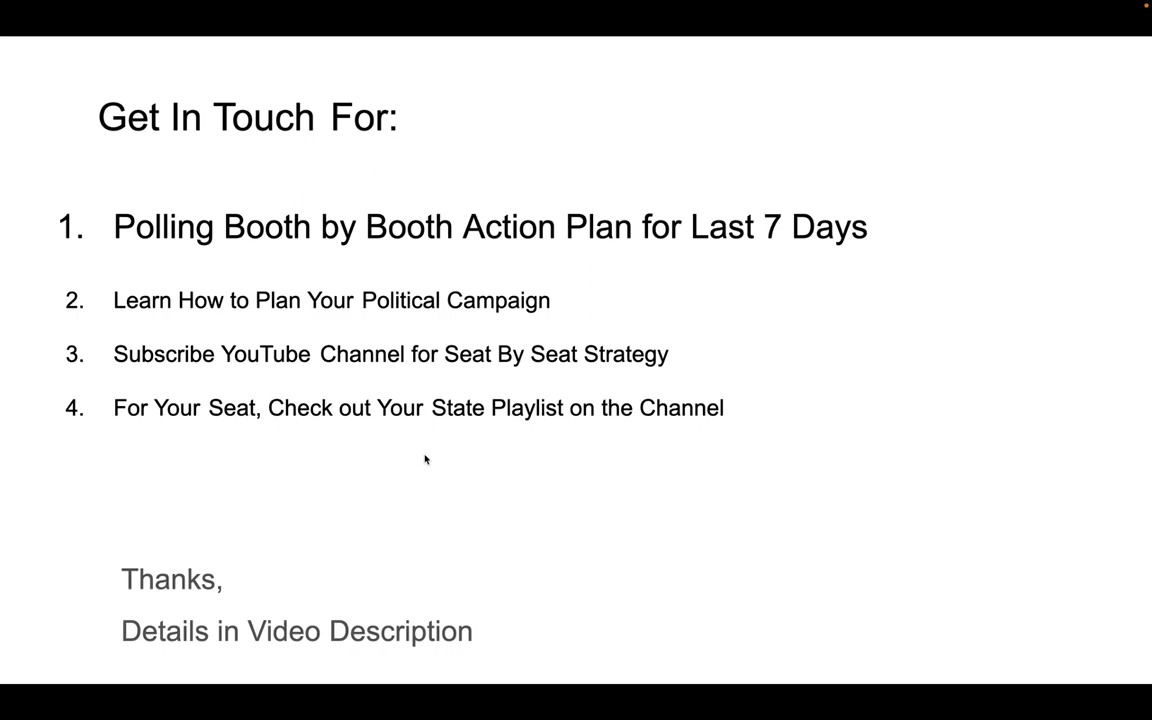 Get In Touch For:
1. Polling Booth by Booth Action Plan for Last 7 Days
2. Learn How to Plan Your Political Campaign
3. Subscribe YouTube Channel for Seat By Seat Strategy
4. For Your Seat, Check out Your State Playlist on the Channel
Thanks,
Details in Video Description